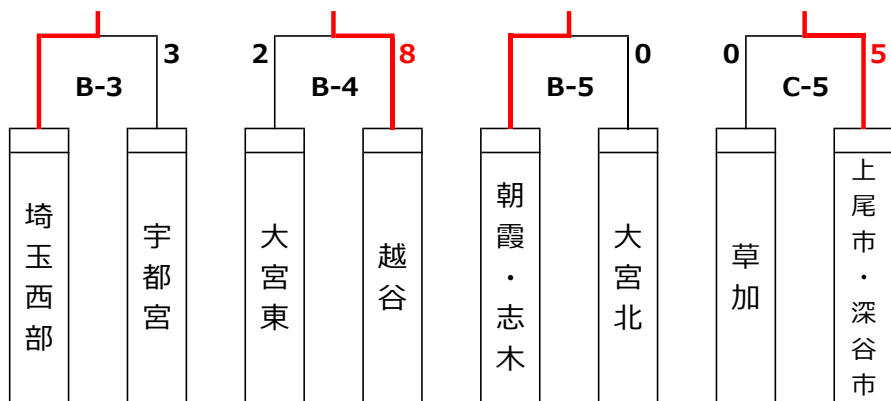 3
2
8
0
0
5
B-3
B-4
B-5
C-5
埼玉西部
宇都宮
大宮東
越谷
朝霞・志木
大宮北
草加
上尾市・深谷市